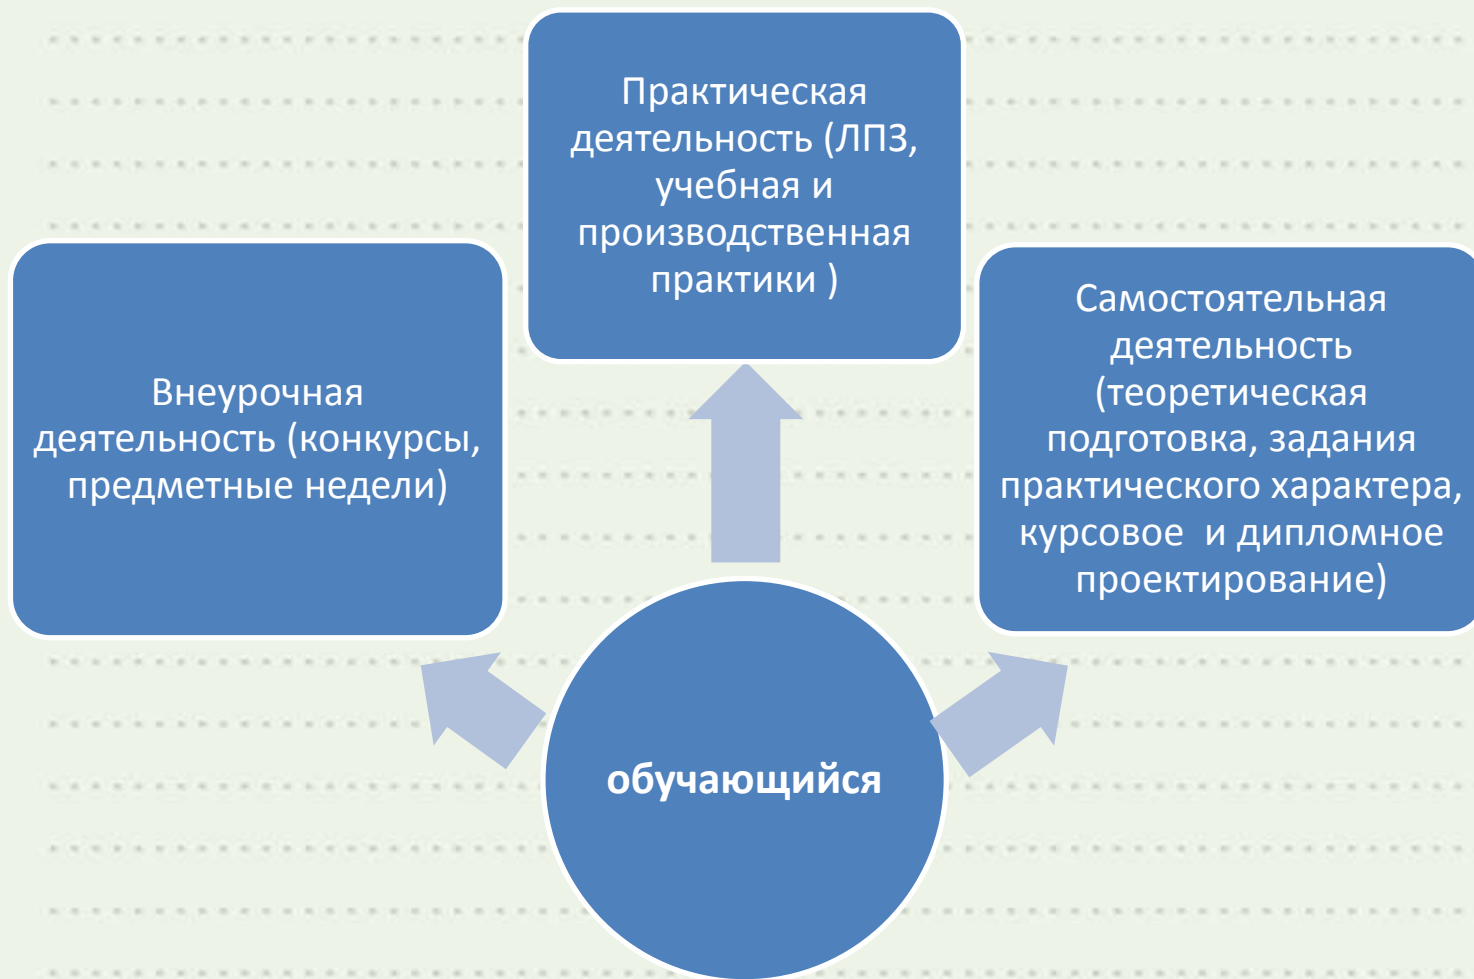 Практическая
деятельность (ЛПЗ,
учебная и
производственная
практики )
Внеурочная
деятельность (конкурсы,
предметные недели)
Самостоятельная
деятельность
(теоретическая
подготовка, задания
практического характера,
курсовое  и дипломное
проектирование)
обучающийся